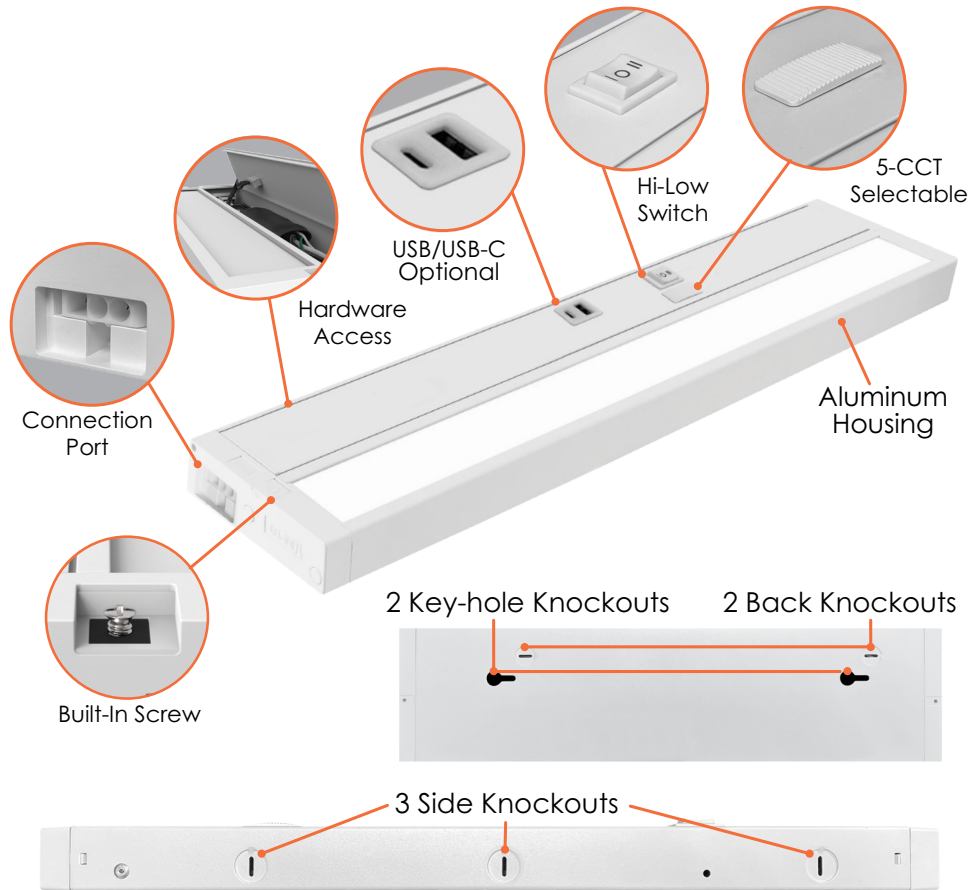 5-CCT
Selectable
Hi-Low
Switch
USB/USB-C
Optional
Hardware
Access
Connection
Port
Aluminum
Housing
2 Key-hole Knockouts
2 Back Knockouts
Built-In Screw
3 Side Knockouts